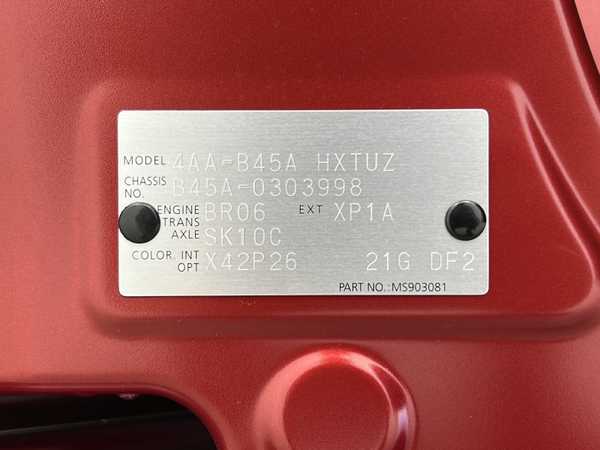 MODEL 4AA-B45A HXTUZ
CHASSIS NO. B45A-0303998
ENGINE BR06 EXT XP1A
TRANS AXLE SK10C
COLOR. INT OPT X42P26 21G DF2
PART NO.:MS903081